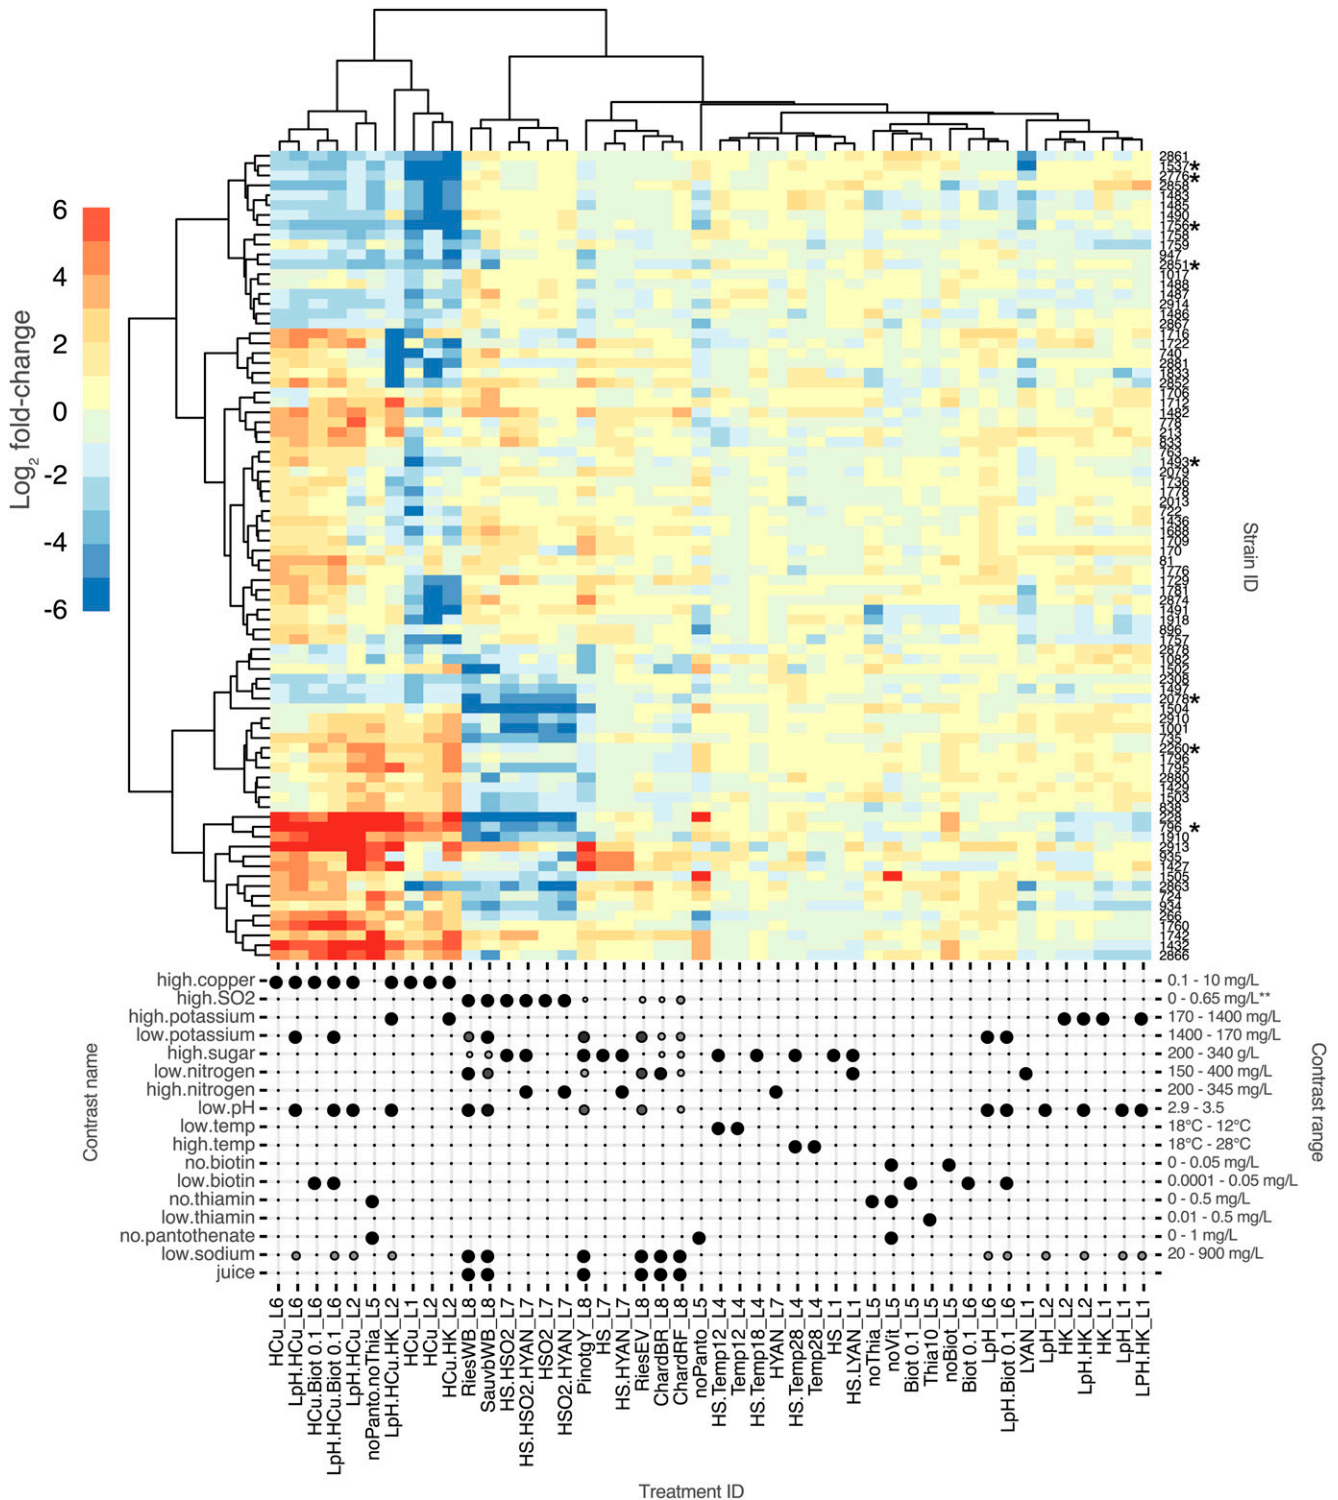 6
4
2
0
-2
-4
-6
Log2 fold-change
2861
1537*
2776*
2858
1483
1485
1490
1756*
1758
1759
947
2851*
1017
1488
1487
2914
1486
2867
1716
1722
740
2881
1633
2852
1706
1712
1482
778
213
833
763
1493*
2079
1736
1778
2013
722
1436
1688
1709
170
81
1776
1729
1781
2874
1491
1918
896
1757
2878
1082
1502
2308
1497
2078*
1504
2910
1001
735
2260*
1796
1795
2880
1429
1503
838
228
796*
1910
2913
935
1427
1505
2863
724
934
266
1760
1742
1432
2866
Strain ID
high.copper 0.1 - 10 mg/L
high.SO2 0 - 0.65 mg/L**
high.potassium 170 - 1400 mg/L
low.potassium 1400 - 170 mg/L
high.sugar 200 - 340 g/L
low.nitrogen 150 - 400 mg/L
high.nitrogen 200 - 345 mg/L
low.pH 2.9 - 3.5
low.temp 18°C - 12°C
high.temp 18°C - 28°C
no.biotin 0 - 0.05 mg/L
low.biotin 0.0001 - 0.05 mg/L
no.thiamin 0 - 0.5 mg/L
low.thiamin 0.01 - 0.5 mg/L
no.pantothenate 0 - 1 mg/L
low.sodium 20 - 900 mg/L
juice
Contrast name
Contrast range
HCu_L6
LpH.HCu_L6
HCu.Biot 0.1_L6
LpH.HCu.Biot 0.1_L6
LpH.HCu_L2
noPanto.noThia_L5
LpH.HCu.HK_L2
HCu_L1
HCu_L2
HCu.HK_L2
RiesWB_L8
SauvbWB_L8
HS.HSO2_L7
HS.HSO2.HYAN_L7
HSO2_L7
HSO2.HYAN_L7
PinotgY_L8
HS_L7
HS.HYAN_L7
RiesEV_L8
ChardBR_L8
ChardRF_L8
noPanto_L5
HS.Temp12_L4
Temp12_L4
HS.Temp18_L4
HYAN_L7
HS.Temp28_L4
Temp28_L4
HS_L1
HS.LYAN_L1
noThia_L5
noVit_L5
Biot 0.1_L5
Thia10_L5
noBiot_L5
Biot 0.1_L6
LpH_L6
LpH.Biot 0.1_L6
LYAN_L1
LpH_L2
HK_L2
LpH.HK_L2
HK_L1
LpH_L1
LPH.HK_L1
Treatment ID